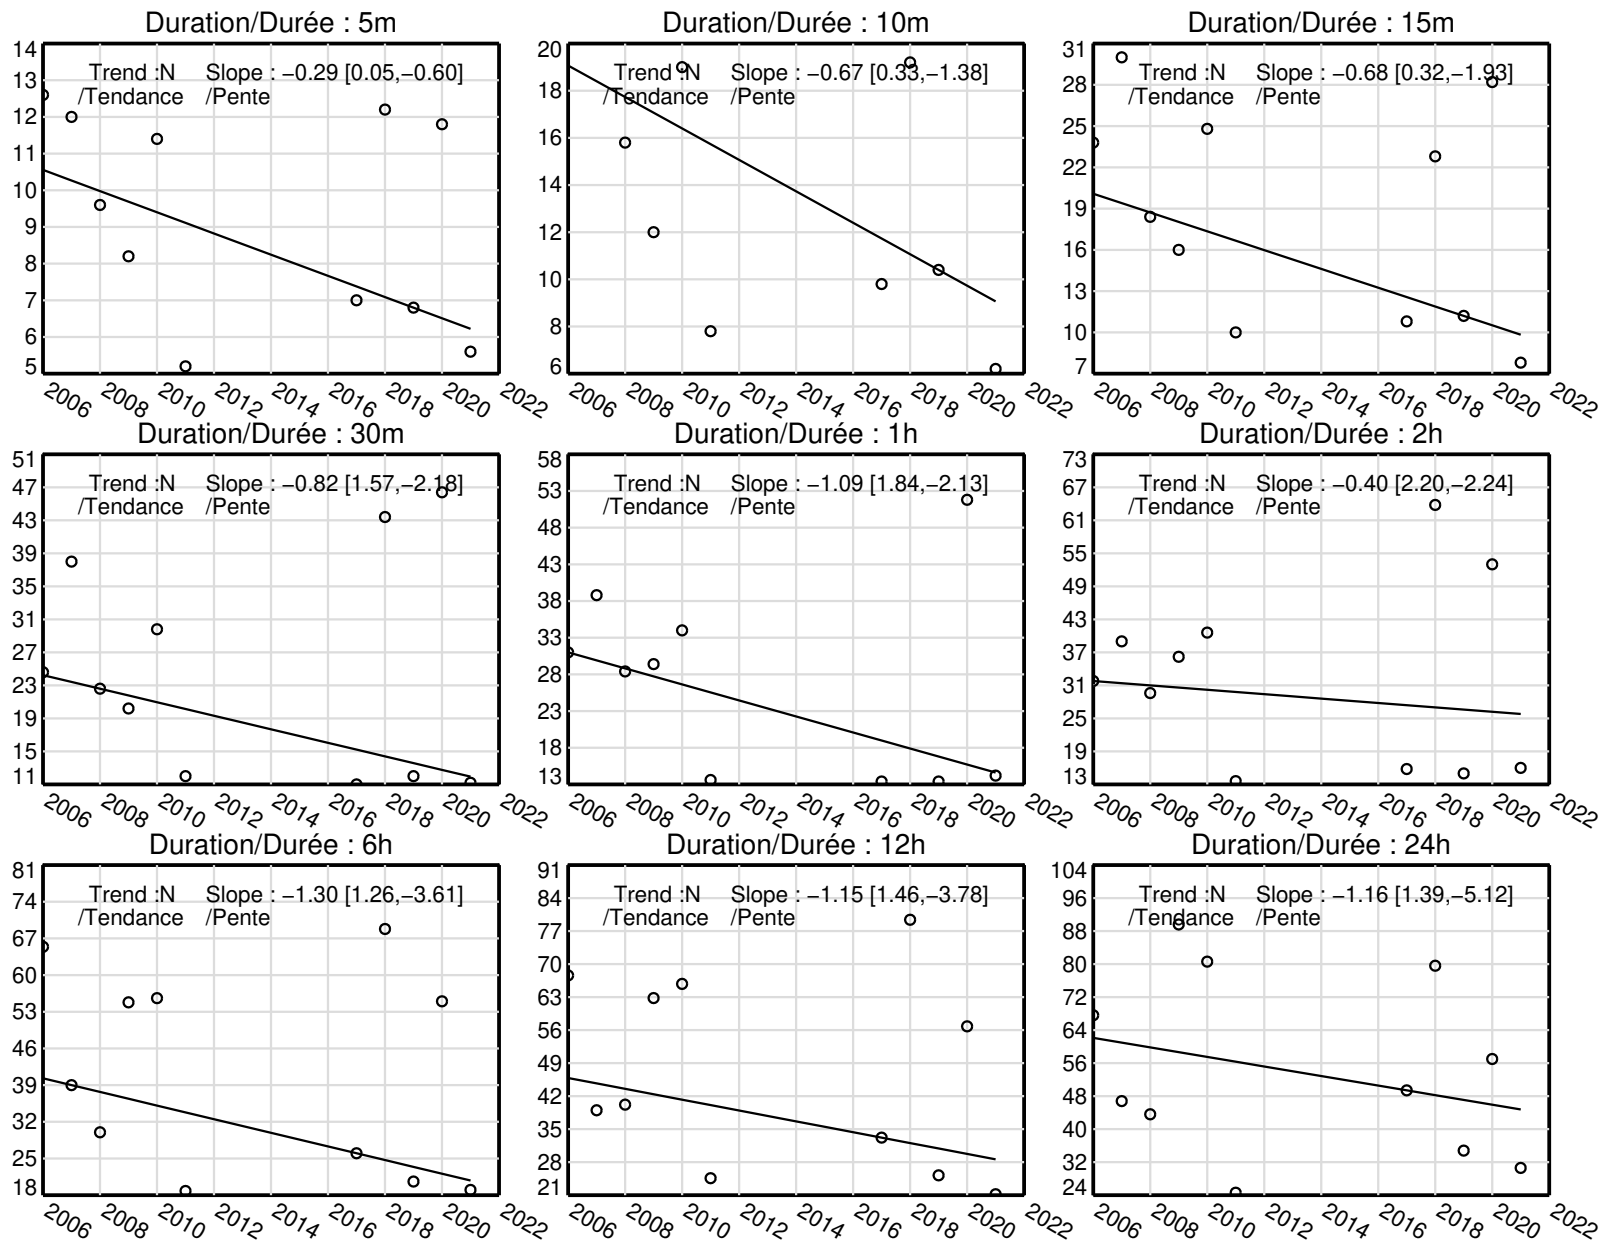 Duration/Durée : 5m
14
13
12
11
10
9
8
7
6
5
Trend :N Slope : −0.29 [0.05,−0.60]
/Tendance /Pente
2006 2008 2010 2012 2014 2016 2018 2020 2022
Duration/Durée : 10m
20
18
16
14
12
10
8
6
Trend :N Slope : −0.67 [0.33,−1.38]
/Tendance /Pente
2006 2008 2010 2012 2014 2016 2018 2020 2022
Duration/Durée : 15m
31
28
25
22
19
16
13
10
7
Trend :N Slope : −0.68 [0.32,−1.93]
/Tendance /Pente
2006 2008 2010 2012 2014 2016 2018 2020 2022
Duration/Durée : 30m
51
47
43
39
35
31
27
23
19
15
11
Trend :N Slope : −0.82 [1.57,−2.18]
/Tendance /Pente
2006 2008 2010 2012 2014 2016 2018 2020 2022
Duration/Durée : 1h
58
53
48
43
38
33
28
23
18
13
Trend :N Slope : −1.09 [1.84,−2.13]
/Tendance /Pente
2006 2008 2010 2012 2014 2016 2018 2020 2022
Duration/Durée : 2h
73
67
61
55
49
43
37
31
25
19
13
Trend :N Slope : −0.40 [2.20,−2.24]
/Tendance /Pente
2006 2008 2010 2012 2014 2016 2018 2020 2022
Duration/Durée : 6h
81
74
67
60
53
46
39
32
25
18
Trend :N Slope : −1.30 [1.26,−3.61]
/Tendance /Pente
2006 2008 2010 2012 2014 2016 2018 2020 2022
Duration/Durée : 12h
91
84
77
70
63
56
49
42
35
28
21
Trend :N Slope : −1.15 [1.46,−3.78]
/Tendance /Pente
2006 2008 2010 2012 2014 2016 2018 2020 2022
Duration/Durée : 24h
104
96
88
80
72
64
56
48
40
32
24
Trend :N Slope : −1.16 [1.39,−5.12]
/Tendance /Pente
2006 2008 2010 2012 2014 2016 2018 2020 2022